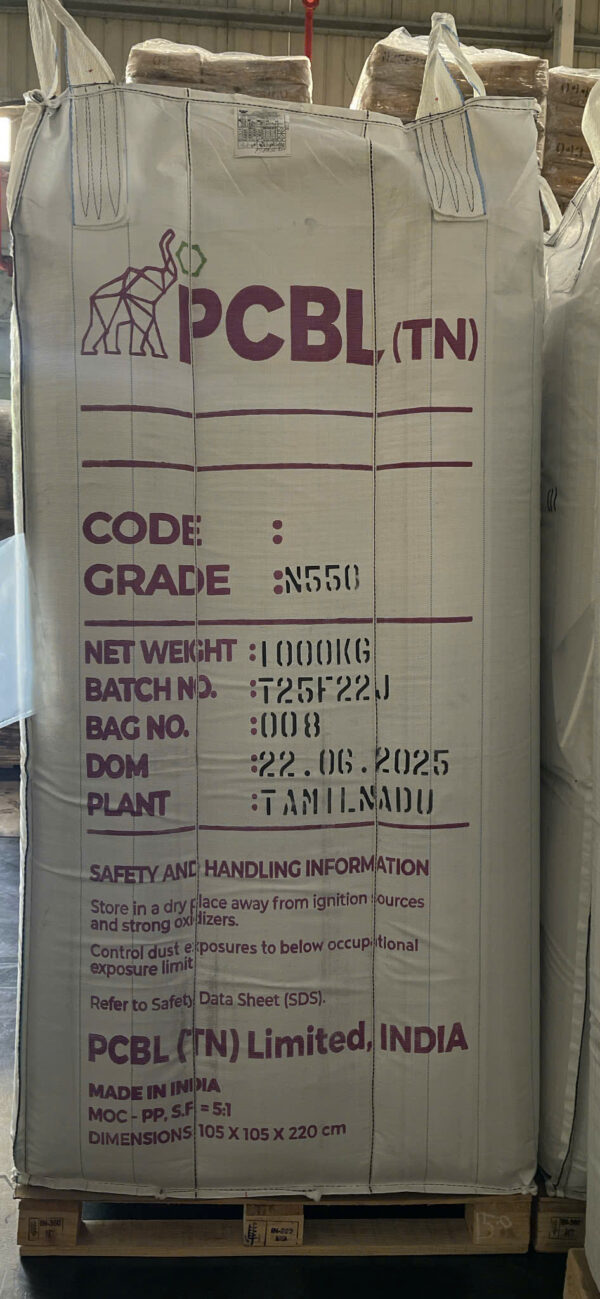 PCBL (TN)
CODE :
GRADE :N550
NET WEIGHT :1000KG
BATCH NO. :T25F22J
BAG NO. :008
DOM :22.06.2025
PLANT :TAMILNADU
SAFETY AND HANDLING INFORMATION
Store in a dry place away from ignition sources
and strong oxidizers.
Control dust exposures to below occupational
exposure limit
Refer to Safety Data Sheet (SDS).
PCBL (TN) Limited, INDIA
MADE IN INDIA
MOC - PP, S.F = 5:1
DIMENSIONS 105 X 105 X 220 cm